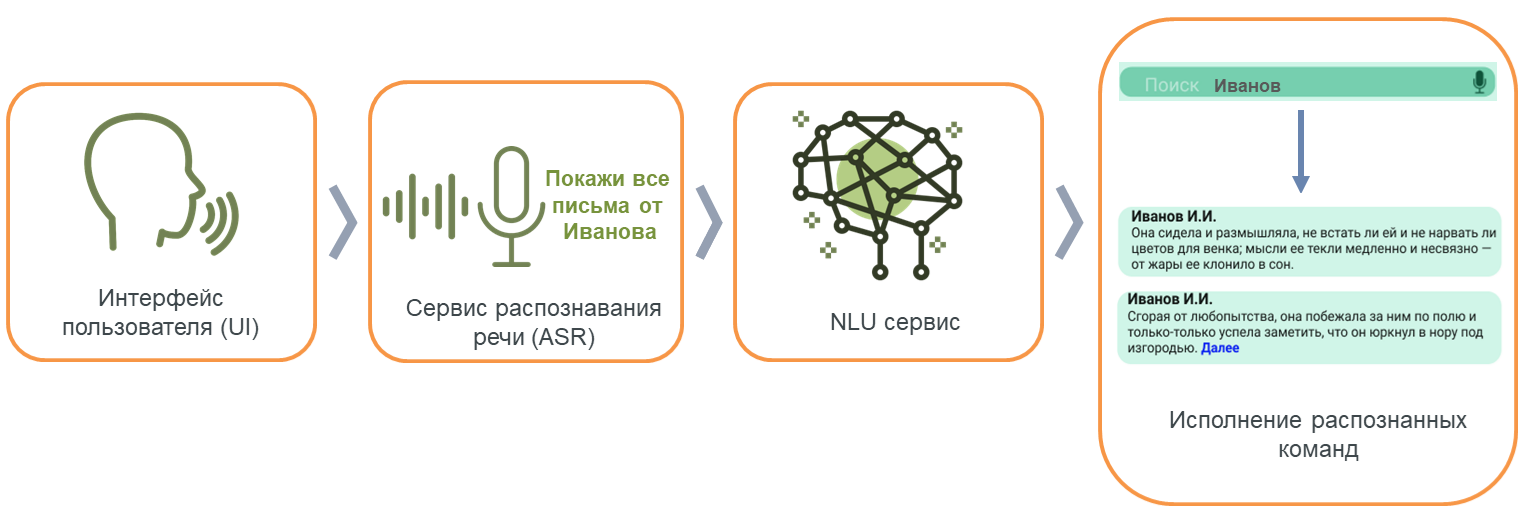 Интерфейс
пользователя (UI)
Покажи все
письма от
Иванова
Сервис распознавания
речи (ASR)
NLU сервис
Поиск Иванов
Иванов И.И.
Она сидела и размышляла, не встать ли ей и не нарвать ли
цветов для венка; мысли ее текли медленно и несвязно —
от жары ее клонило в сон.
Иванов И.И.
Сгорая от любопытства, она побежала за ним по полю и
только-только успела заметить, что он юркнул в нору под
изгородью. Далее
Исполнение распознанных
команд